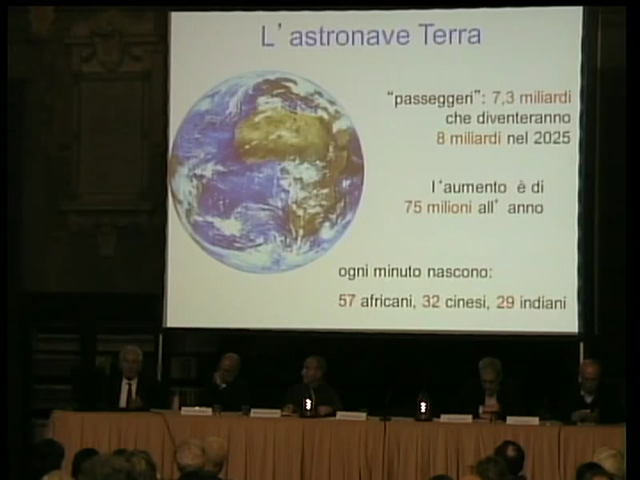 L'astronave Terra
"passeggeri": 7,3 miliardi
che diventeranno
8 miliardi nel 2025
l'aumento è di
75 milioni all'anno
ogni minuto nascono:
57 africani, 32 cinesi, 29 indiani